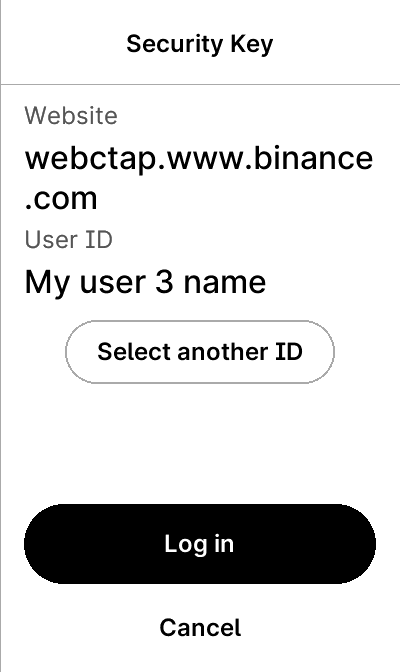 Security Key
Website
webctap.www.binance
.com
User ID
My user 3 name
Select another ID
Log in
Cancel